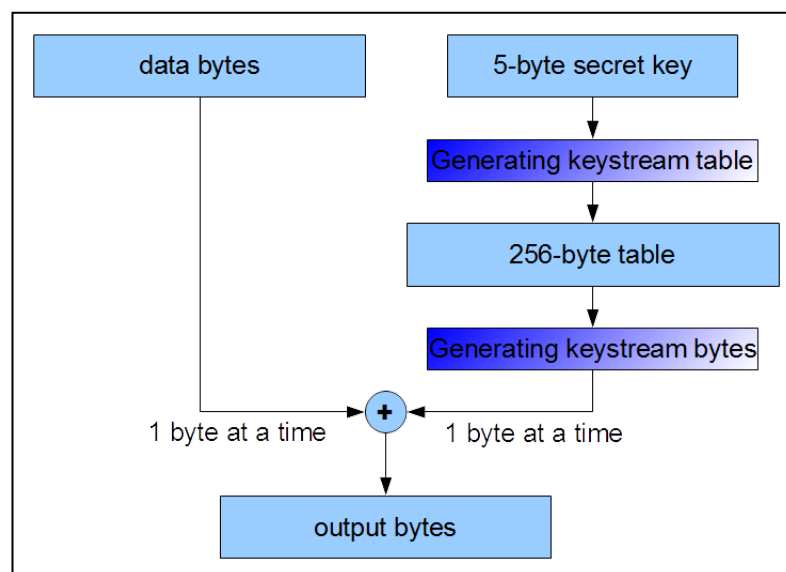 data bytes
5-byte secret key
Generating keystream table
256-byte table
Generating keystream bytes
+
1 byte at a time
1 byte at a time
output bytes